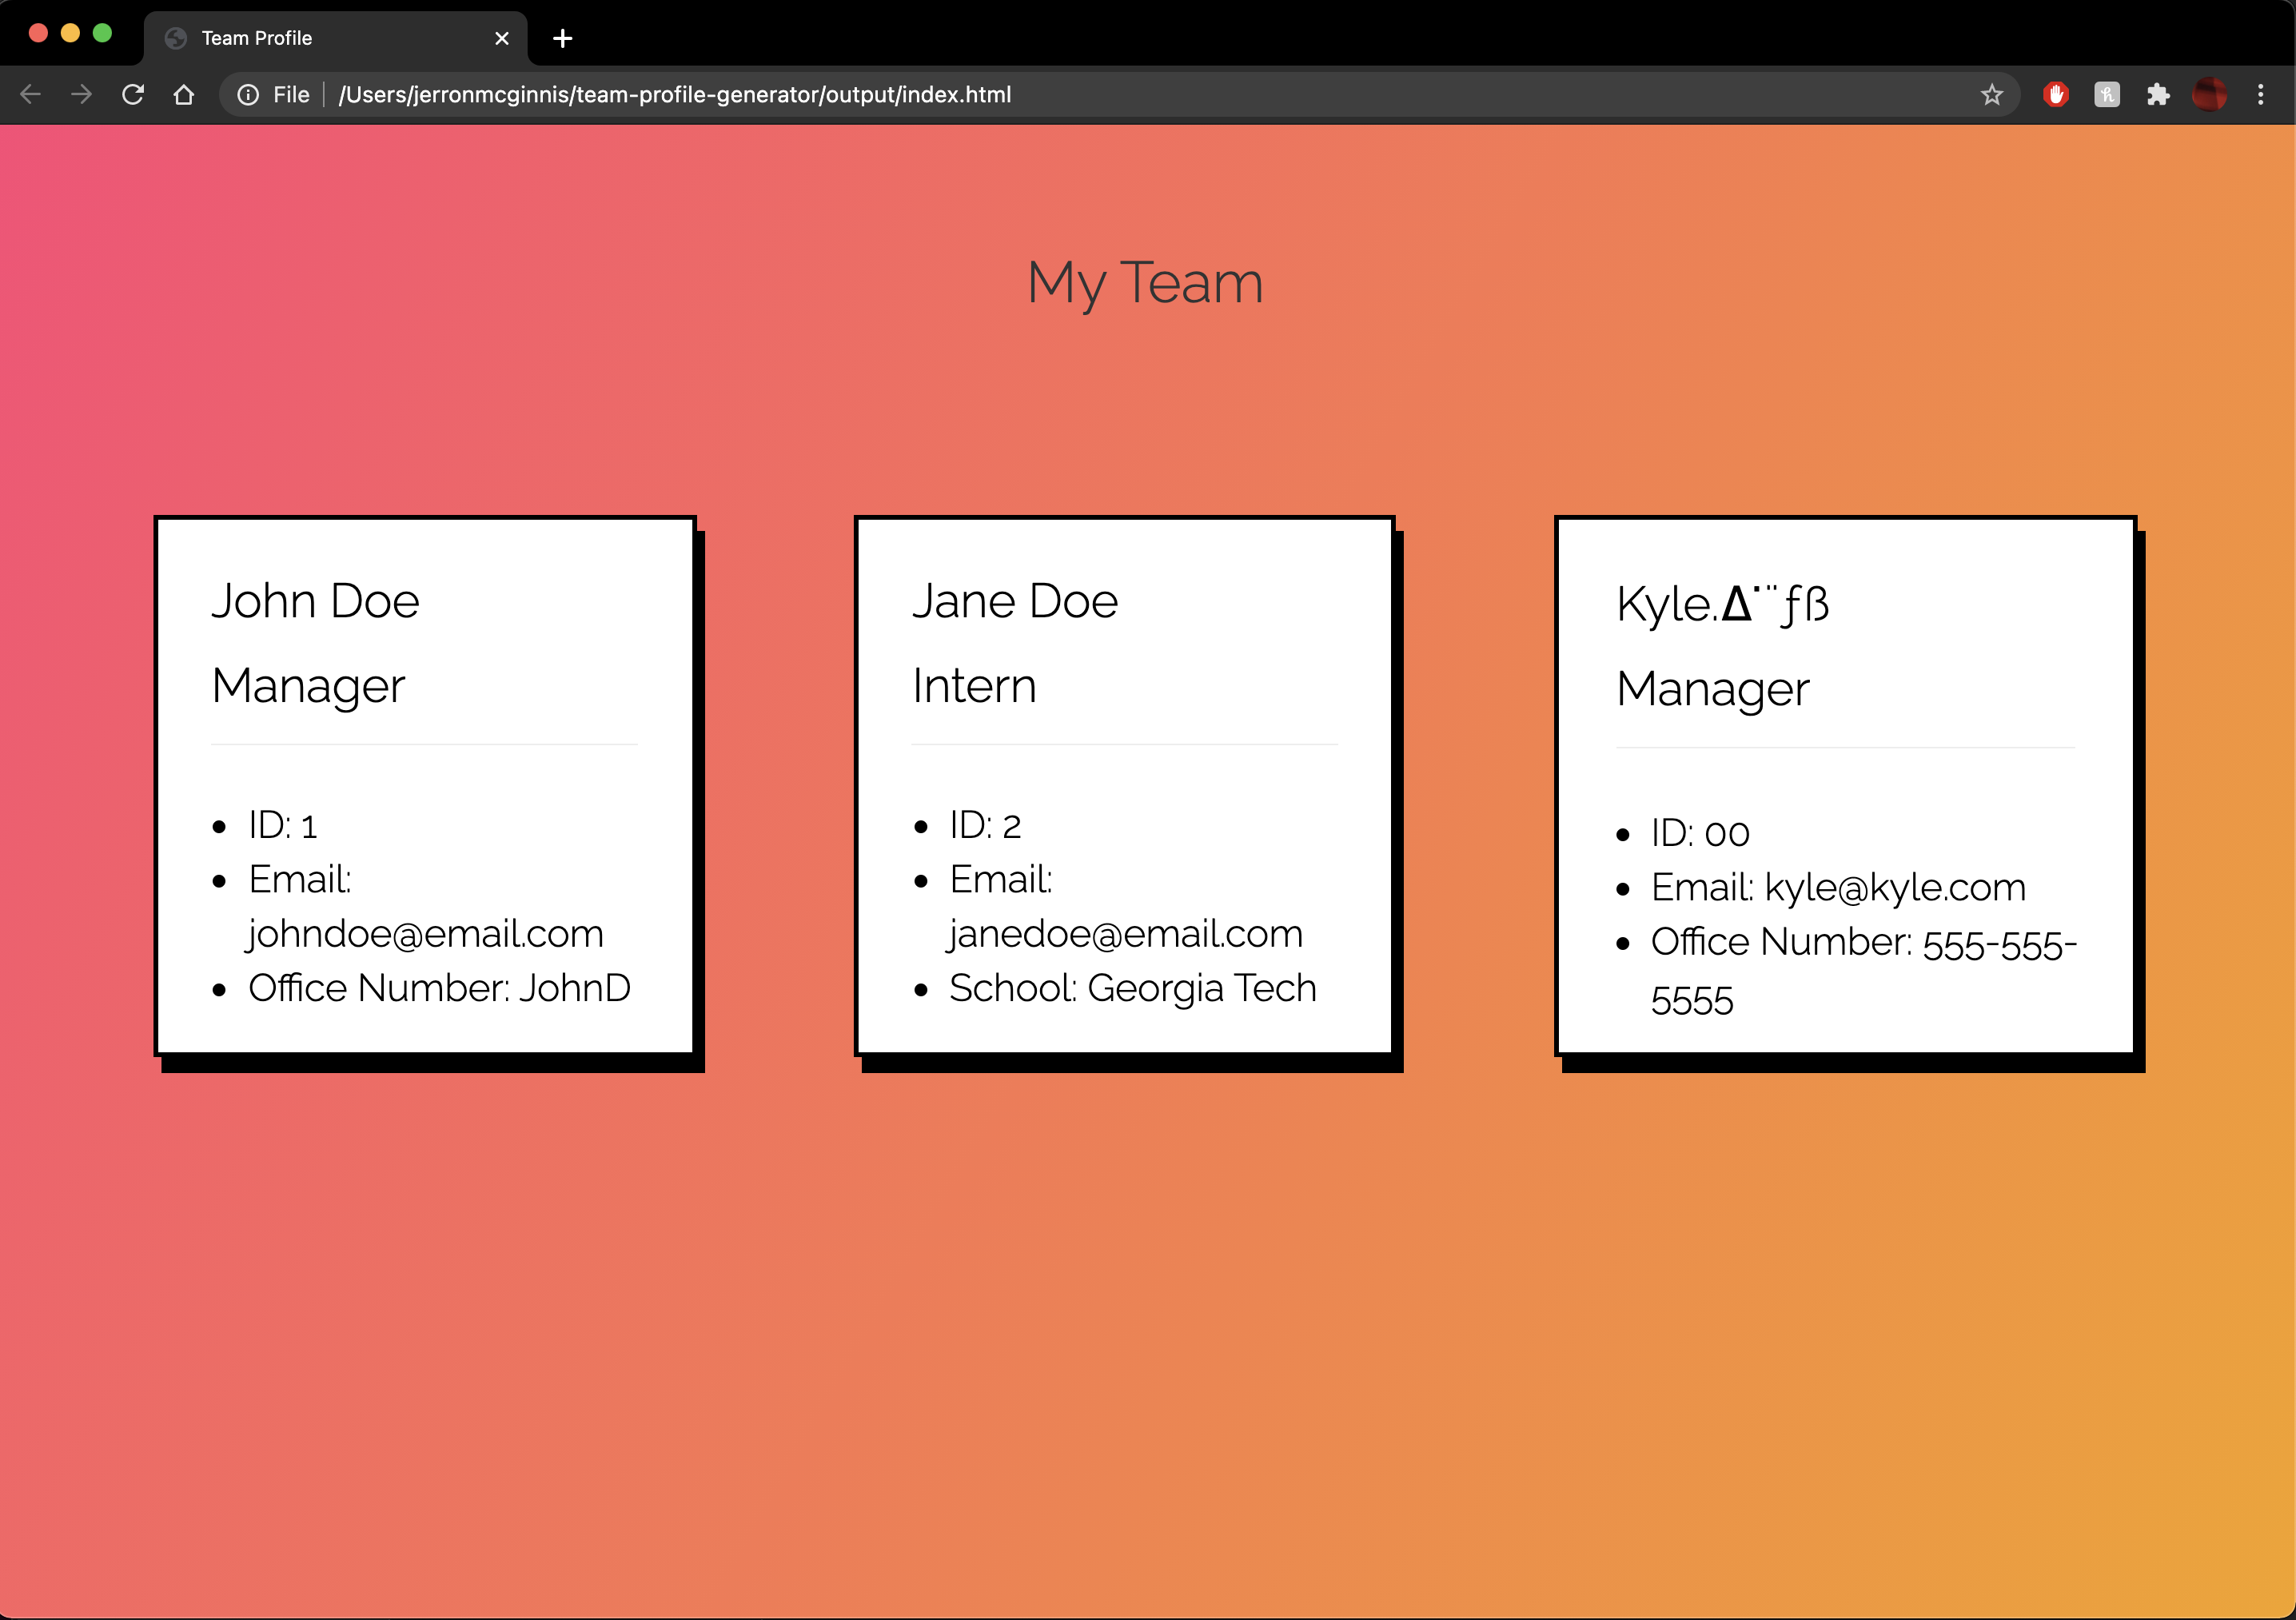 Team Profile
File /Users/jerronmcginnis/team-profile-generator/output/index.html
My Team
John Doe
Manager
ID: 1
Email:
johndoe@email.com
Office Number: JohnD
Jane Doe
Intern
ID: 2
Email:
janedoe@email.com
School: Georgia Tech
Kyle.∆˙¨ƒß
Manager
ID: 00
Email: kyle@kyle.com
Office Number: 555-555-
5555